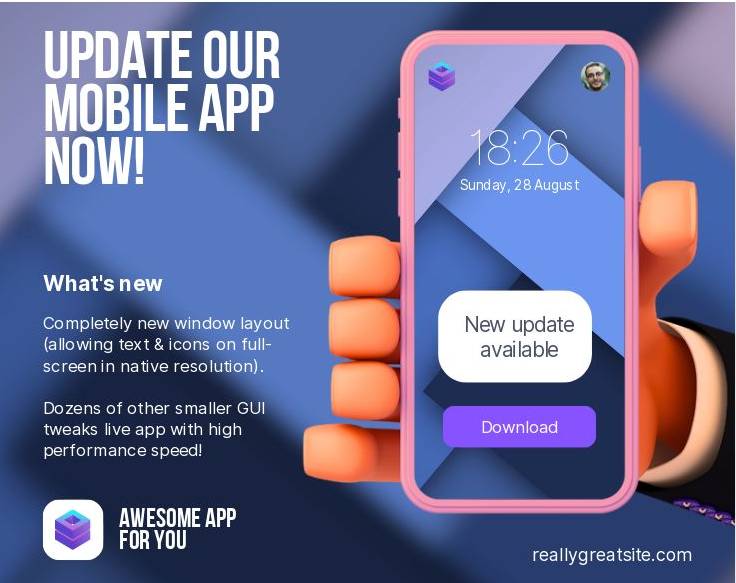 UPDATE OUR
MOBILE APP
NOW!
What's new
Completely new window layout
(allowing text & icons on full-
screen in native resolution).
Dozens of other smaller GUI
tweaks live app with high
performance speed!
AWESOME APP
FOR YOU
18:26
Sunday, 28 August
New update
available
Download
reallygreatsite.com